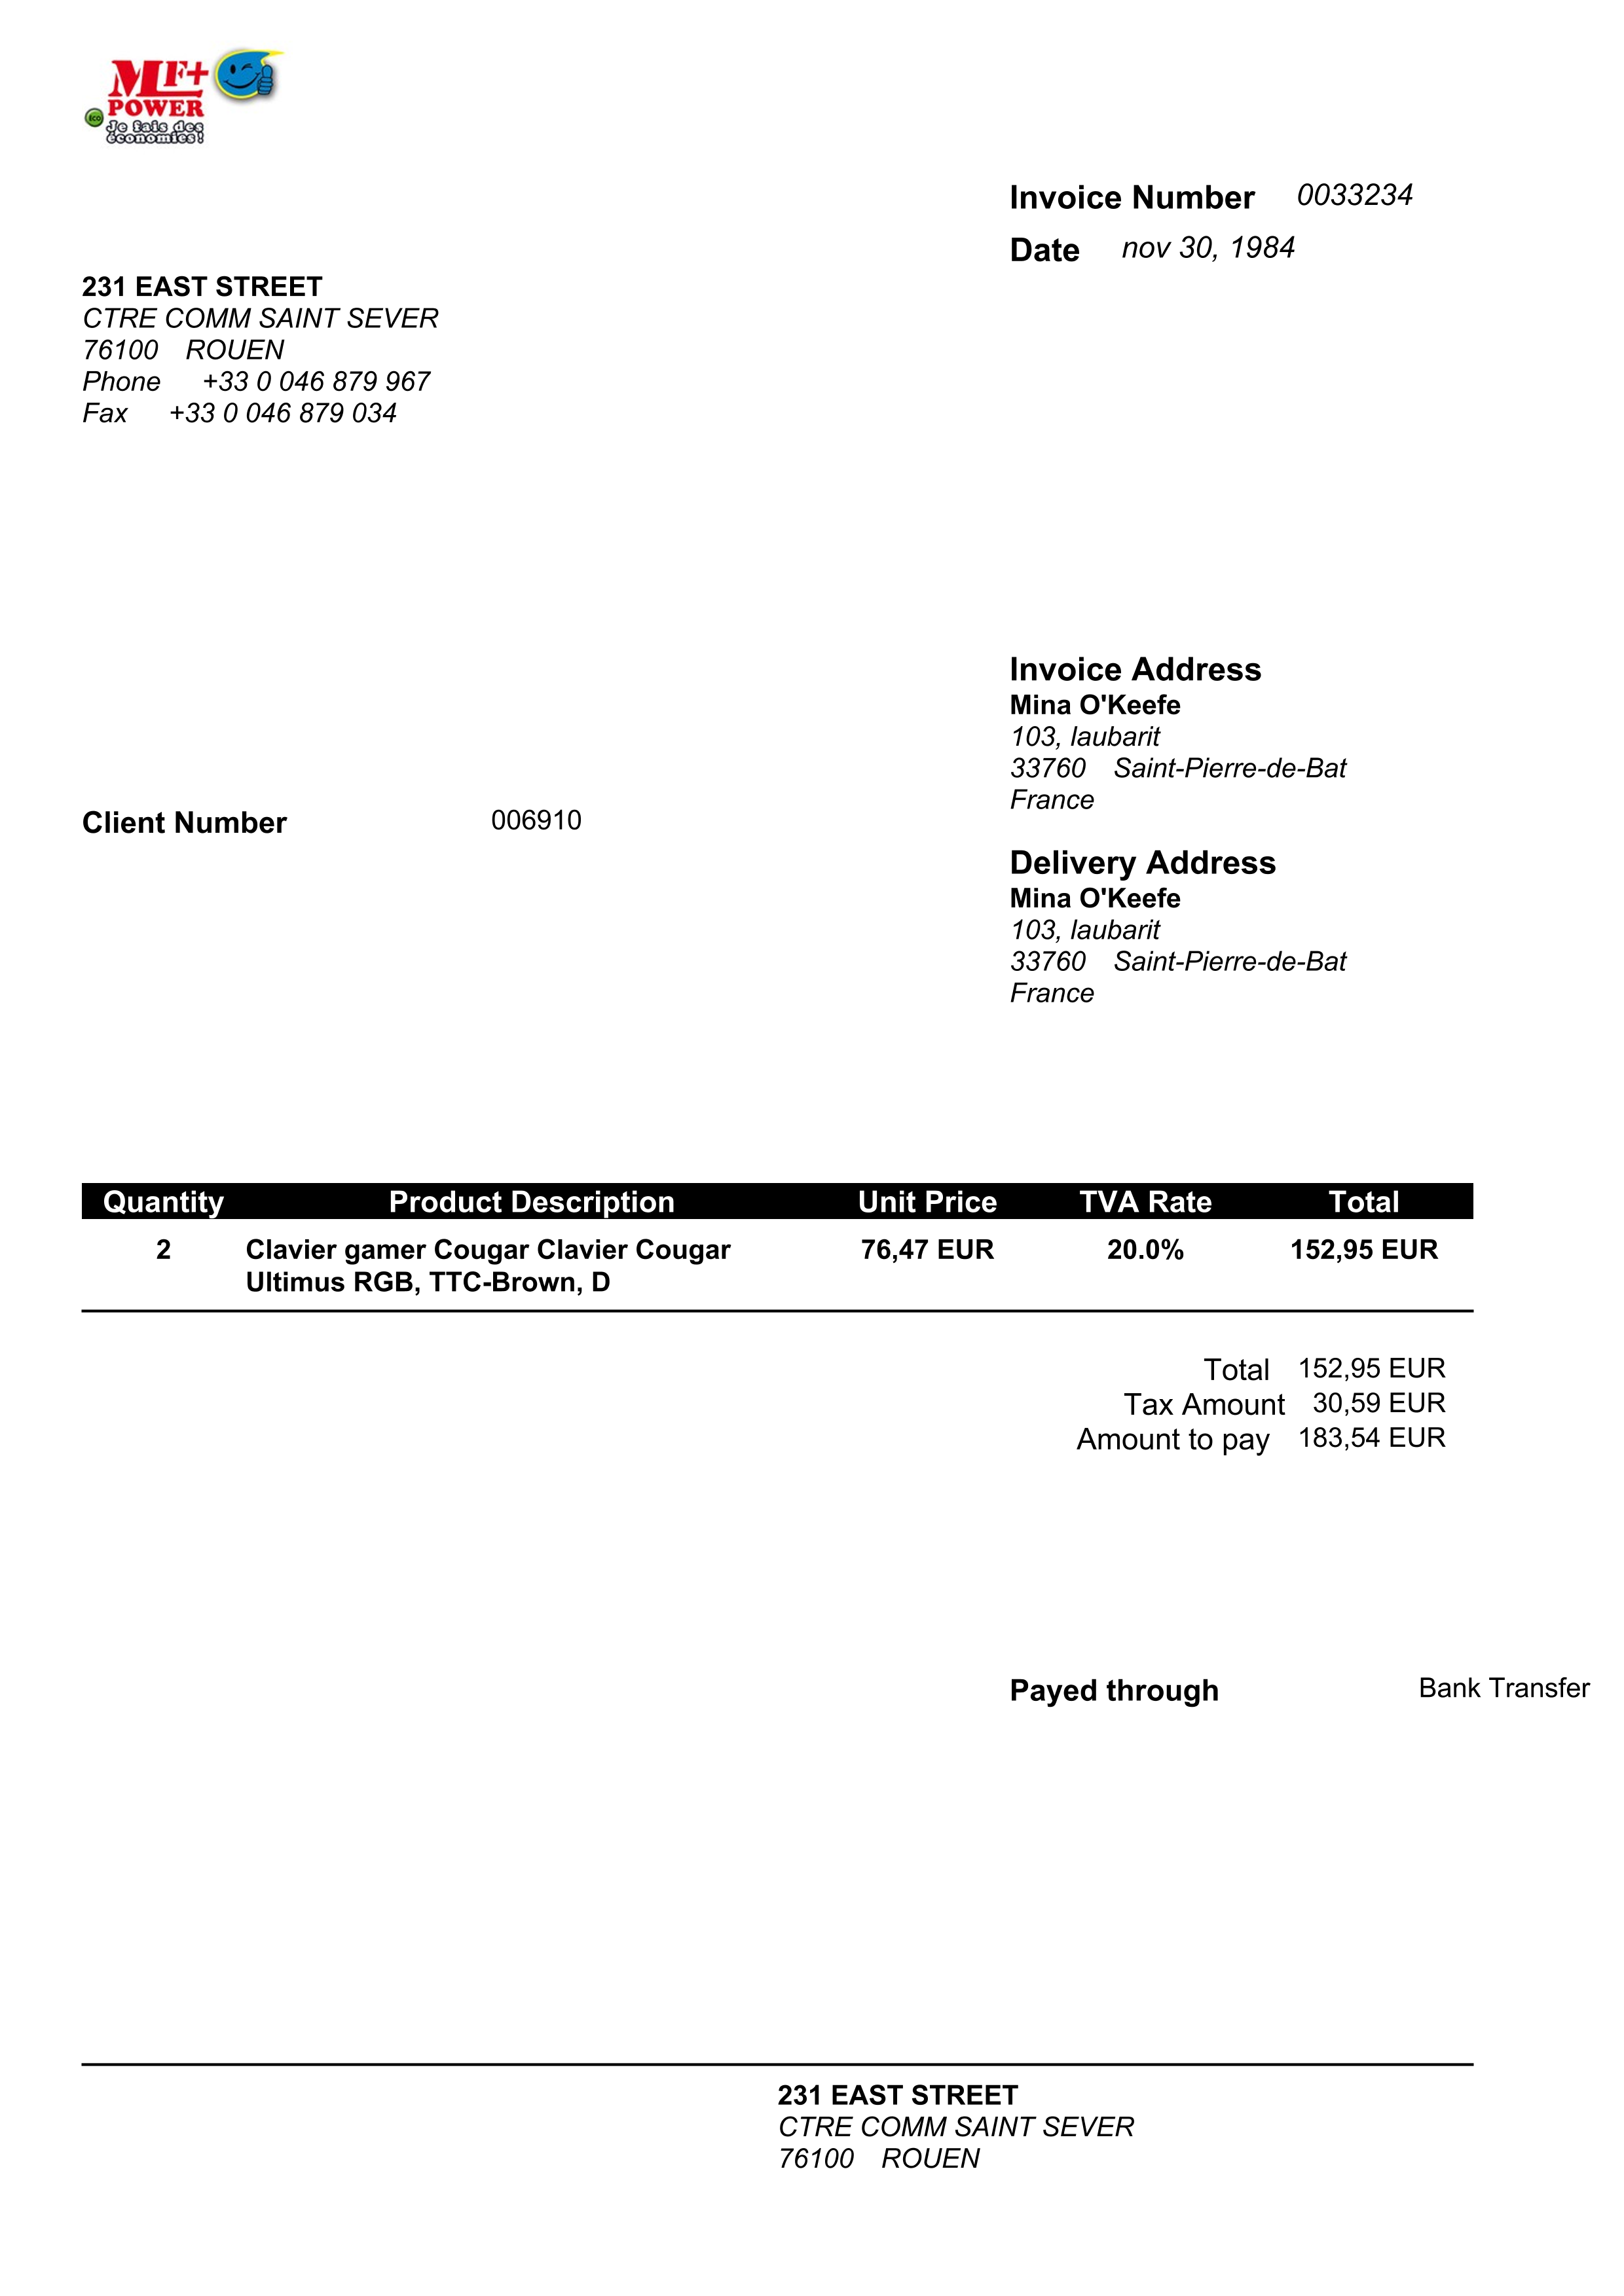 MF+
POWER
éco
Je fais des
économies!
Invoice Number 0033234
Date nov 30, 1984
231 EAST STREET
CTRE COMM SAINT SEVER
76100 ROUEN
Phone +33 0 046 879 967
Fax +33 0 046 879 034
Invoice Address
Mina O'Keefe
103, laubarit
33760 Saint-Pierre-de-Bat
France
Client Number 006910
Delivery Address
Mina O'Keefe
103, laubarit
33760 Saint-Pierre-de-Bat
France
Quantity Product Description Unit Price TVA Rate Total
2 Clavier gamer Cougar Clavier Cougar 76,47 EUR 20.0% 152,95 EUR
Ultimus RGB, TTC-Brown, D
Total 152,95 EUR
Tax Amount 30,59 EUR
Amount to pay 183,54 EUR
Payed through Bank Transfer
231 EAST STREET
CTRE COMM SAINT SEVER
76100 ROUEN